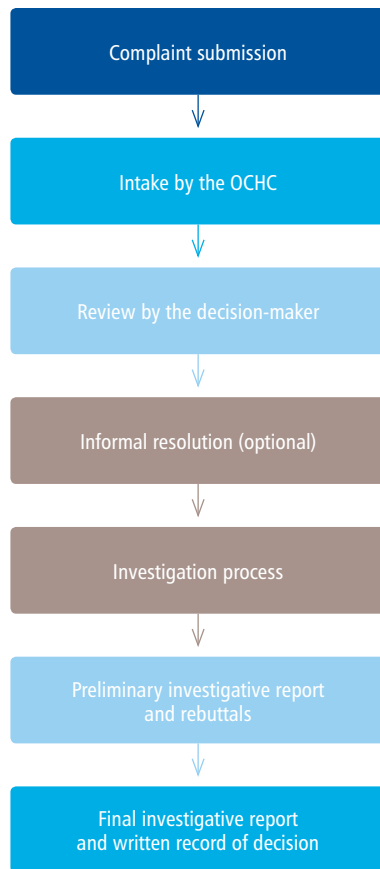 Complaint submission
Intake by the OCHC
Review by the decision-maker
Informal resolution (optional)
Investigation process
Preliminary investigative report
and rebuttals
Final investigative report
and written record of decision